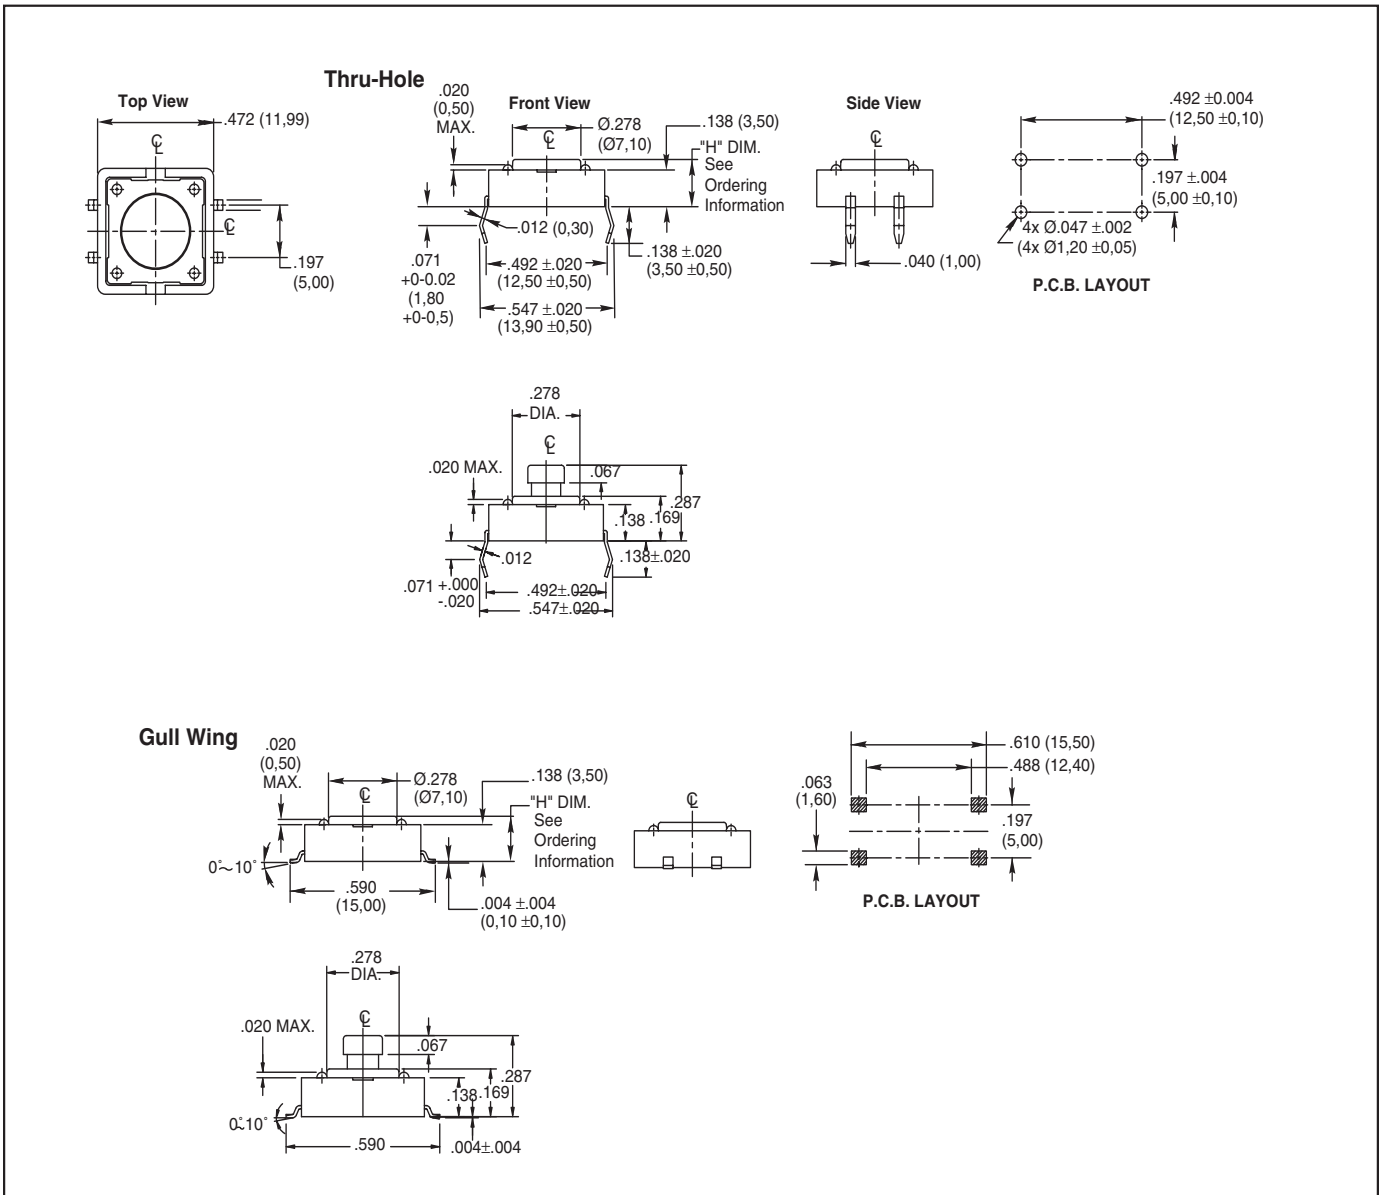 Thru-Hole
Top View
.472 (11,99)
℄
℄
.197
(5,00)
.020
(0,50)
MAX.
Front View
Ø.278
(Ø7,10)
℄
.138 (3,50)
"H" DIM.
See
Ordering
Information
.012 (0,30)
.071
+0-0.02
(1,80
+0-0,5)
.492 ±.020
(12,50 ±0,50)
.547 ±.020
(13,90 ±0,50)
.138 ±.020
(3,50 ±0,50)
Side View
℄
.040 (1,00)
.492 ±0.004
(12,50 ±0,10)
.197 ±.004
(5,00 ±0,10)
4x Ø.047 ±.002
(4x Ø1,20 ±0,05)
P.C.B. LAYOUT
.278
DIA.
℄
.020 MAX.
.067
.287
.138
.169
.012
.138±.020
.071 +.000
-.020
.492±.020
.547±.020
Gull Wing
.020
(0,50)
MAX.
Ø.278
(Ø7,10)
℄
.138 (3,50)
"H" DIM.
See
Ordering
Information
0°~10°
.590
(15,00)
.004 ±.004
(0,10 ±0,10)
℄
.610 (15,50)
.488 (12,40)
.063
(1,60)
.197
(5,00)
P.C.B. LAYOUT
.278
DIA.
℄
.020 MAX.
.067
.287
.138
.169
0°~10°
.590
.004±.004